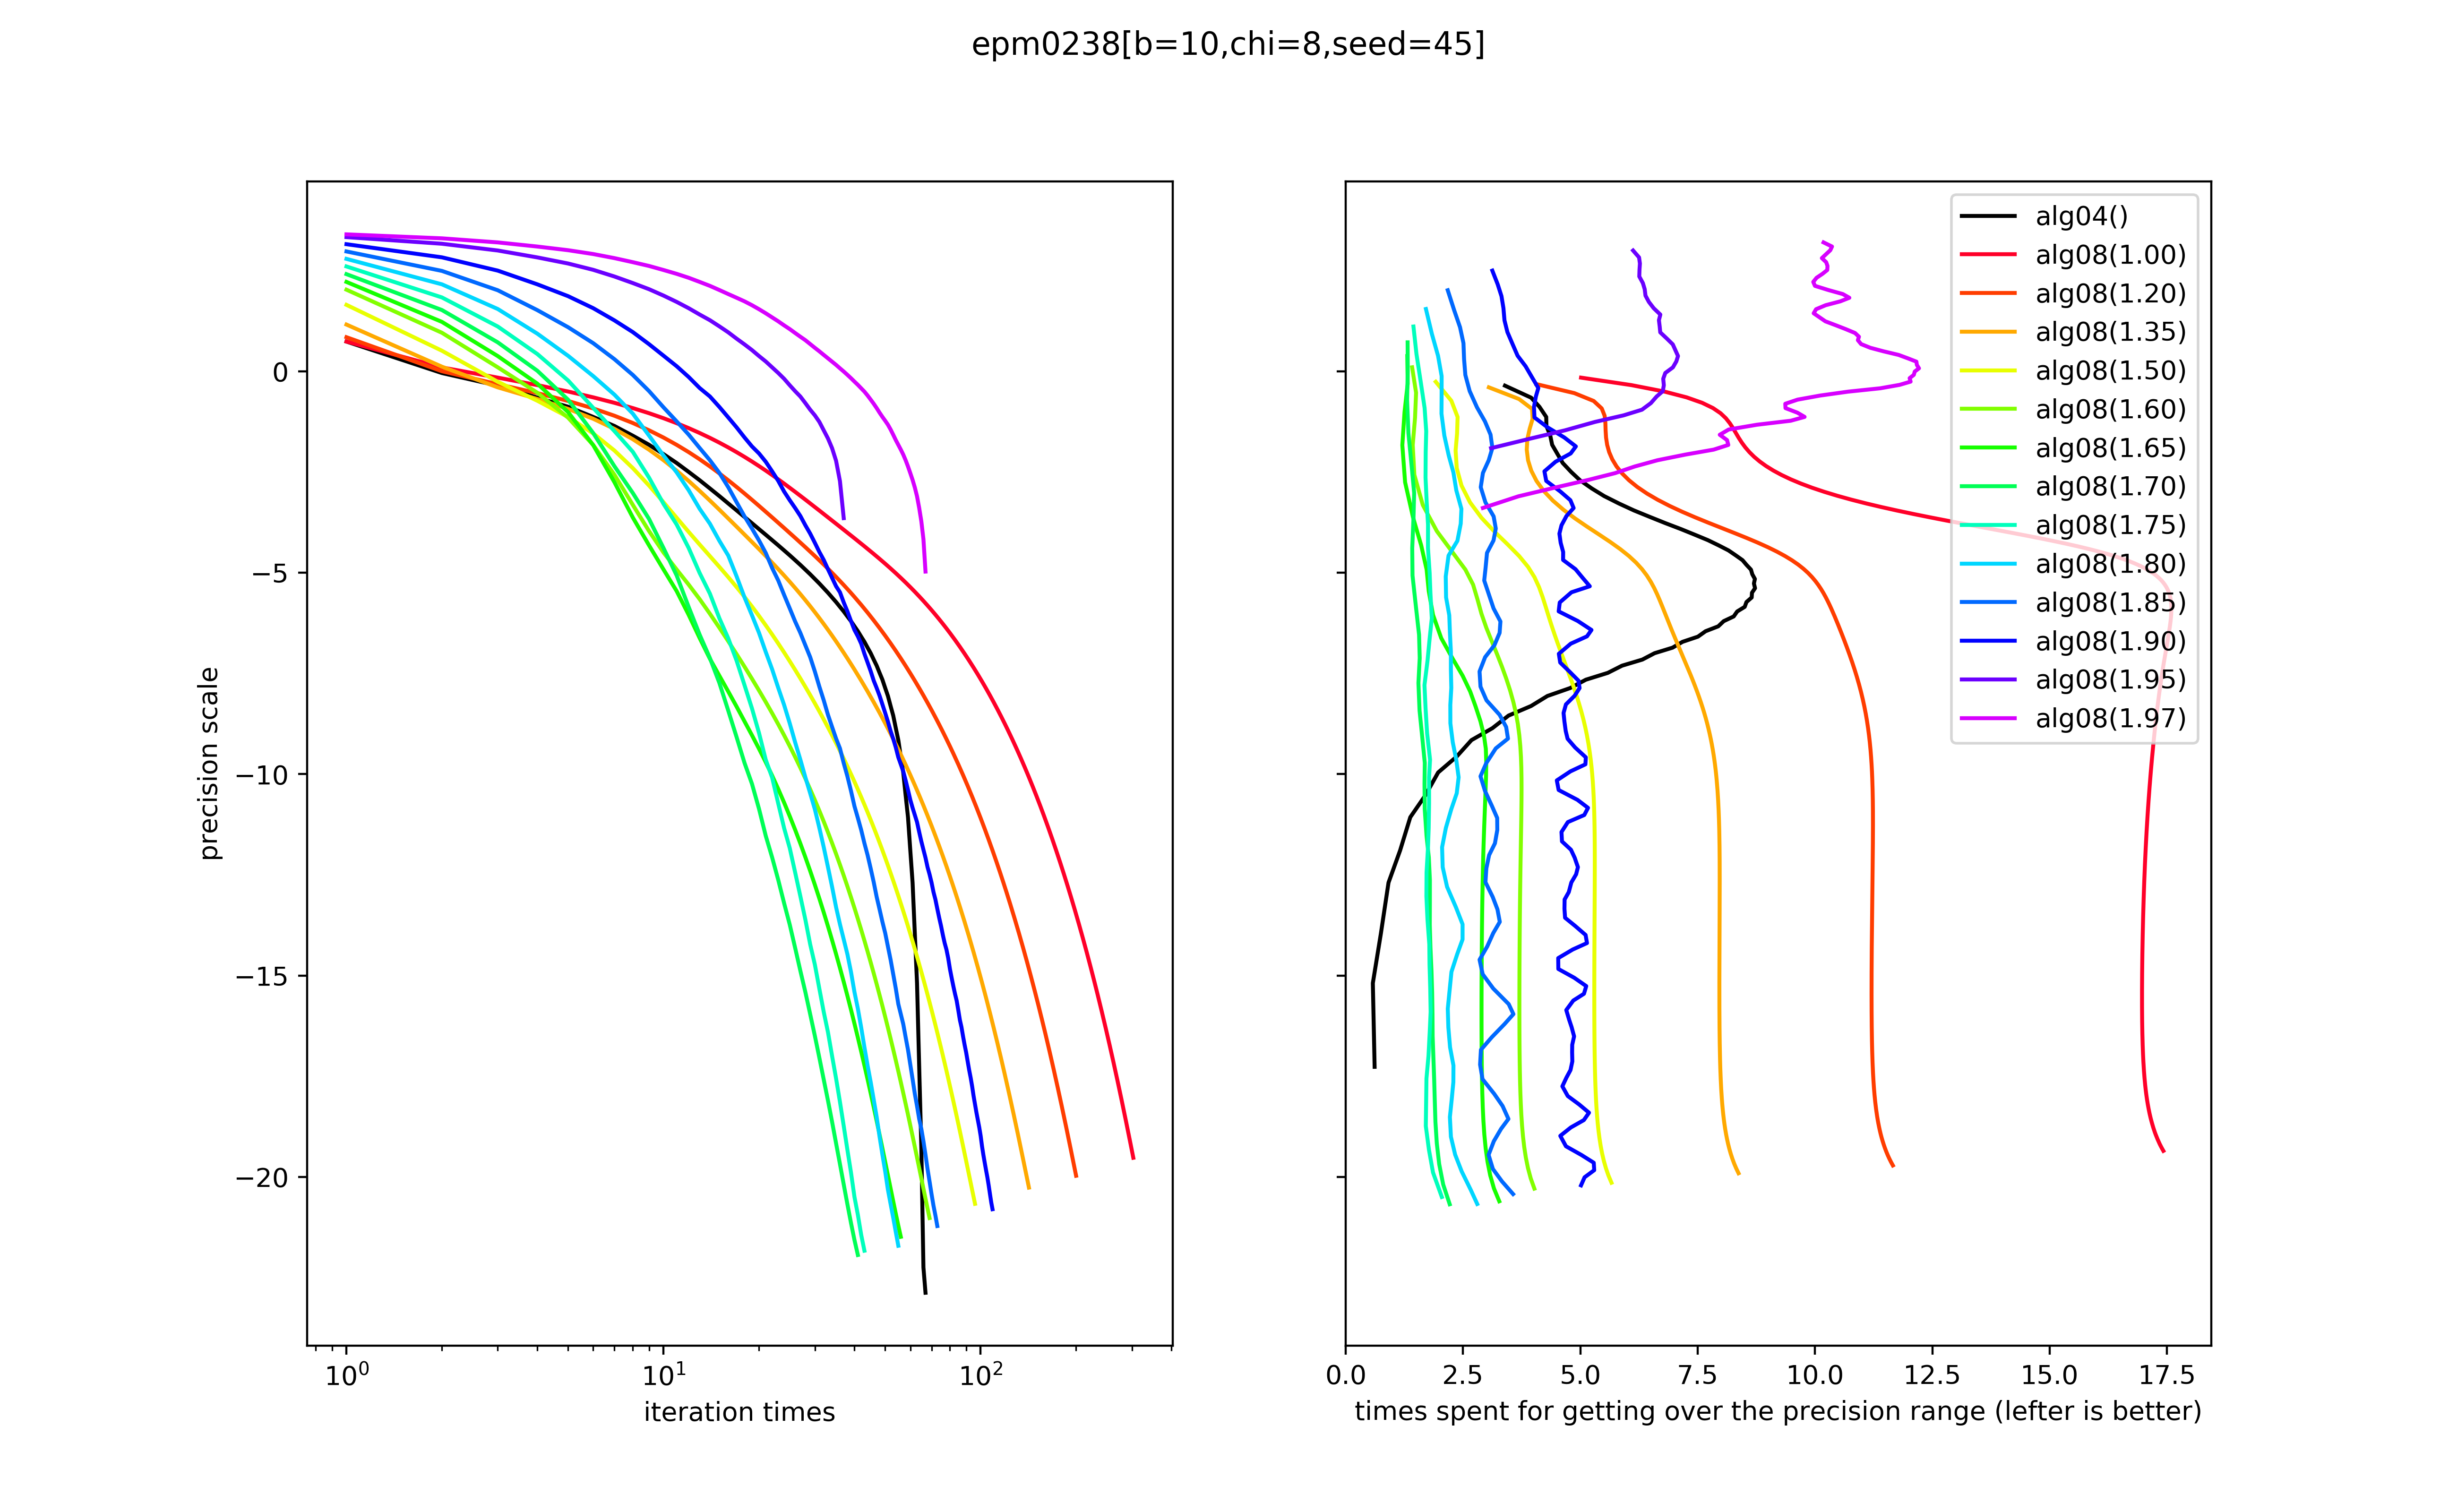 epm0238[b=10,chi=8,seed=45]
precision scale
0
−5
−10
−15
−20
10⁰ 10¹ 10²
iteration times
alg04()
alg08(1.00)
alg08(1.20)
alg08(1.35)
alg08(1.50)
alg08(1.60)
alg08(1.65)
alg08(1.70)
alg08(1.75)
alg08(1.80)
alg08(1.85)
alg08(1.90)
alg08(1.95)
alg08(1.97)
0.0 2.5 5.0 7.5 10.0 12.5 15.0 17.5
times spent for getting over the precision range (lefter is better)